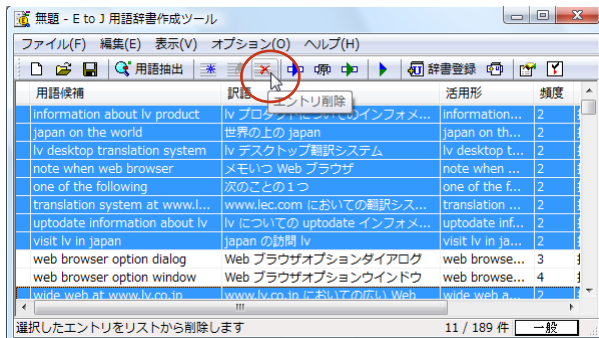 無題 - E to J 用語辞書作成ツール
ファイル(F) 編集(E) 表示(V) オプション(O) ヘルプ(H)
用語抽出 辞書登録
エントリ削除
用語候補 訳語 活用形 頻度
information about lv product lv プロダクトについてのインフォメ... information... 2
japan on the world 世界の上の japan japan on th... 2
lv desktop translation system lv デスクトップ翻訳システム lv desktop t... 2
note when web browser メモいつ Web ブラウザ note when ... 2
one of the following 次のことの1つ one of the f... 2
translation system at www.l... www.lec.com においての翻訳シス... translation ... 2
uptodate information about lv lv についての uptodate インフォメ... uptodate inf... 2
visit lv in japan japan の訪問 lv visit lv in ja... 2
web browser option dialog Web ブラウザオプションダイアログ web browse... 3
web browser option window Web ブラウザオプションウインドウ web browse... 4
wide web at www.lv.co.jp www.lv.co.jp においての広い Web wide web a... 2
選択したエントリをリストから削除します 11 / 189 件 一般